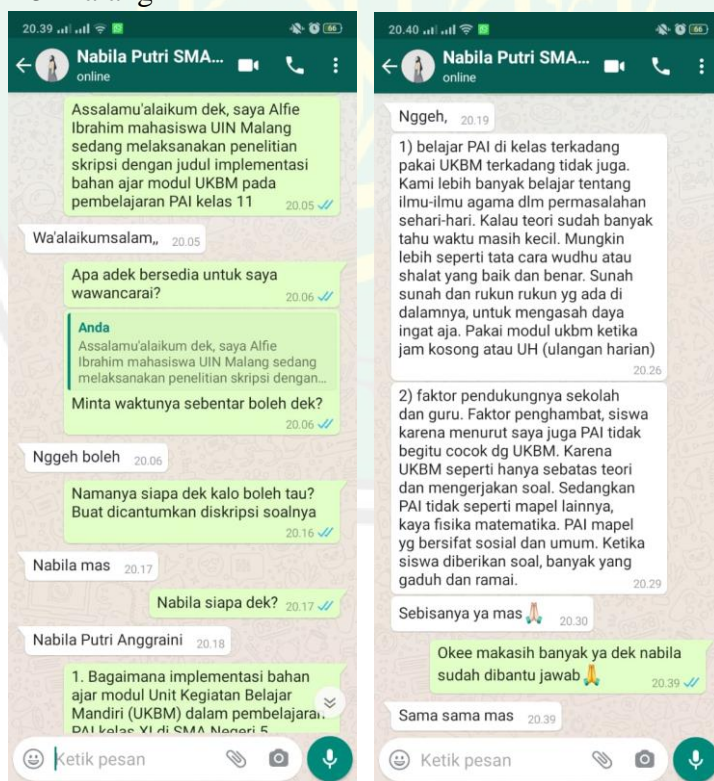 20.39
66
Nabila Putri SMA...
online
Assalamu'alaikum dek, saya Alfie
Ibrahim mahasiswa UIN Malang
sedang melaksanakan penelitian
skripsi dengan judul implementasi
bahan ajar modul UKBM pada
pembelajaran PAI kelas 11
20.05
Wa'alaikumsalam,,
20.05
Apa adek bersedia untuk saya
wawancarai?
20.06
Anda
Assalamu'alaikum dek, saya Alfie
Ibrahim mahasiswa UIN Malang sedang
melaksanakan penelitian skripsi dengan...
Minta waktunya sebentar boleh dek?
20.06
Nggeh boleh
20.06
Namanya siapa dek kalo boleh tau?
Buat dicantumkan diskripsi soalnya
20.16
Nabila mas
20.17
Nabila siapa dek?
20.17
Nabila Putri Anggraini
20.18
1. Bagaimana implementasi bahan
ajar modul Unit Kegiatan Belajar
Mandiri (UKBM) dalam pembelajaran
PAI kelas XI di SMA Negeri 5
Ketik pesan
20.40
66
Nabila Putri SMA...
online
Nggeh,
20.19
1) belajar PAI di kelas terkadang
pakai UKBM terkadang tidak juga.
Kami lebih banyak belajar tentang
ilmu-ilmu agama dlm permasalahan
sehari-hari. Kalau teori sudah banyak
tahu waktu masih kecil. Mungkin
lebih seperti tata cara wudhu atau
shalat yang baik dan benar. Sunah
sunah dan rukun rukun yg ada di
dalamnya, untuk mengasah daya
ingat aja. Pakai modul ukbm ketika
jam kosong atau UH (ulangan harian)
20.26
2) faktor pendukungnya sekolah
dan guru. Faktor penghambat, siswa
karena menurut saya juga PAI tidak
begitu cocok dg UKBM. Karena
UKBM seperti hanya sebatas teori
dan mengerjakan soal. Sedangkan
PAI tidak seperti mapel lainnya,
kaya fisika matematika. PAI mapel
yg bersifat sosial dan umum. Ketika
siswa diberikan soal, banyak yang
gaduh dan ramai.
20.29
Sebisanya ya mas🙏🏻
20.30
Okee makasih banyak ya dek nabila
sudah dibantu jawab🙏
20.39
Sama sama mas
20.39
Ketik pesan